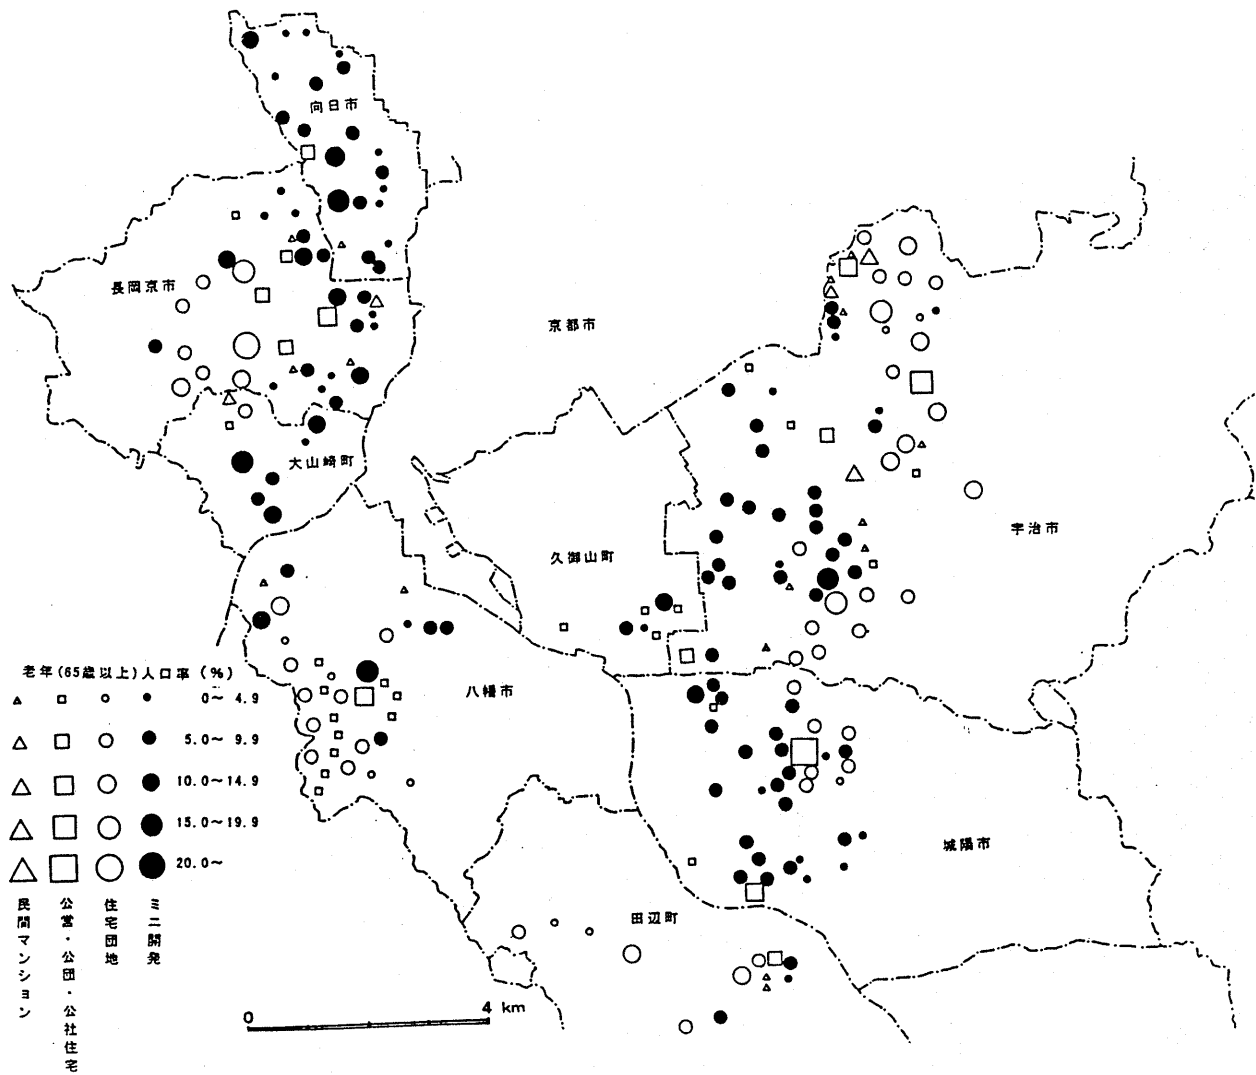 向日市
長岡京市
京都市
大山崎町
久御山町
宇治市
八幡市
城陽市
田辺町
老年(65歳以上)人口率(%)
0～ 4.9
5.0～ 9.9
10.0～14.9
15.0～19.9
20.0～
民間マンション
公営・公団・公社住宅
住宅団地
ミニ開発
0
4 km